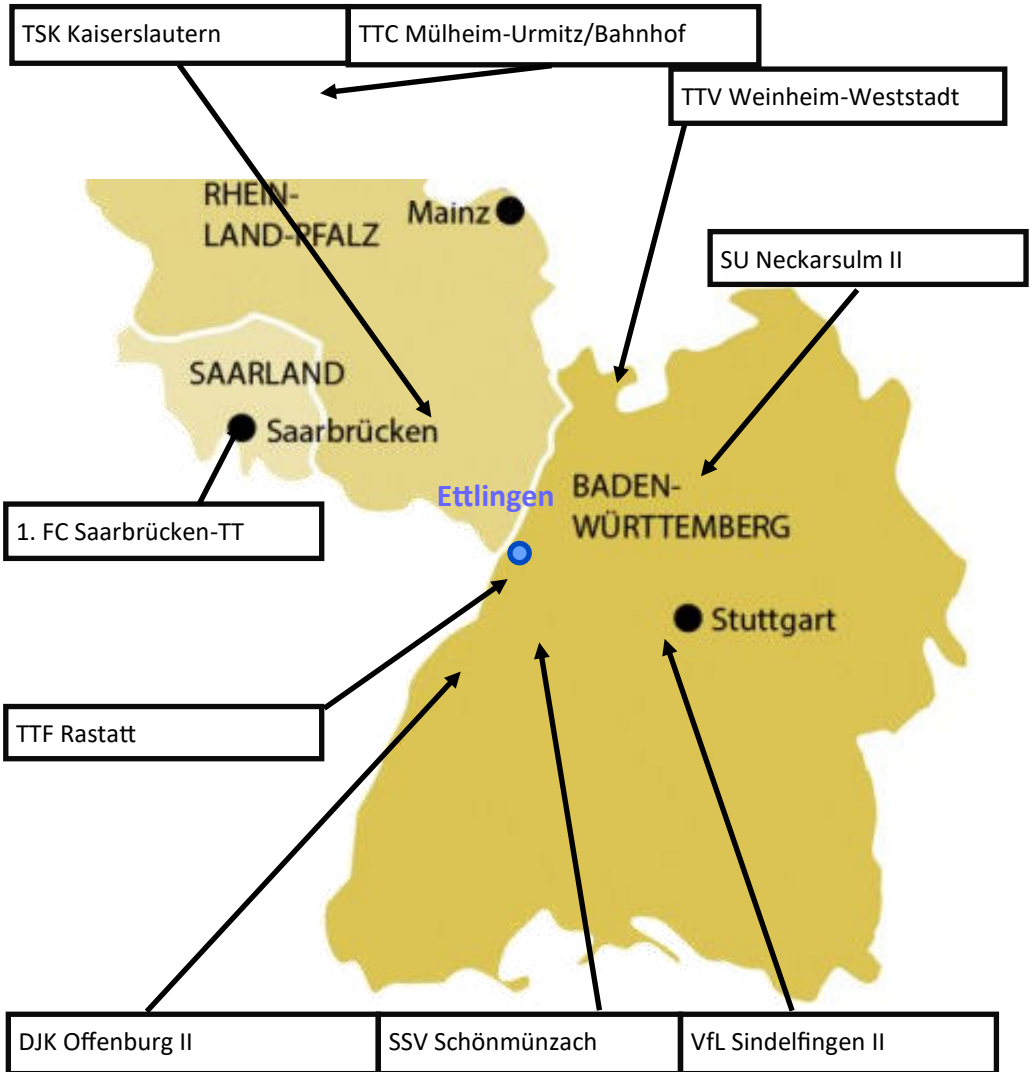 TSK Kaiserslautern
TTC Mülheim-Urmitz/Bahnhof
TTV Weinheim-Weststadt
RHEIN-
LAND-PFALZ
Mainz
SU Neckarsulm II
SAARLAND
Saarbrücken
Ettlingen
BADEN-
WÜRTTEMBERG
1. FC Saarbrücken-TT
Stuttgart
TTF Rastatt
DJK Offenburg II
SSV Schönmünzach
VfL Sindelfingen II